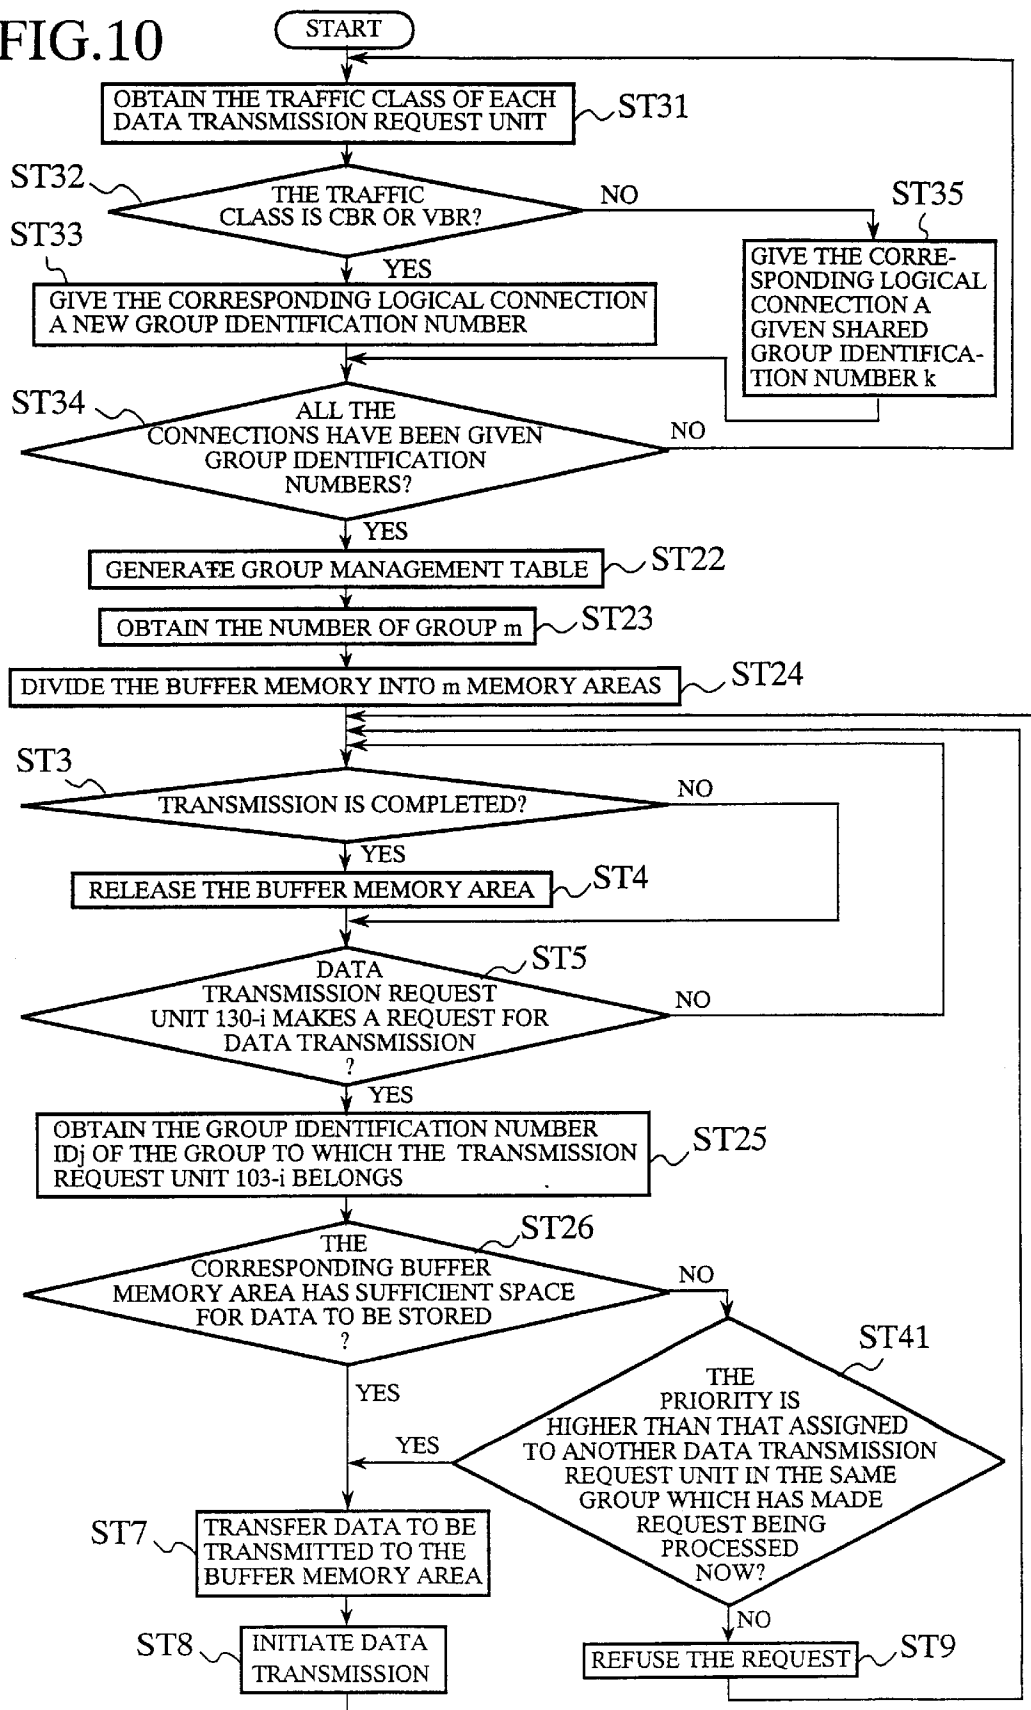 FIG.10
START
OBTAIN THE TRAFFIC CLASS OF EACH
DATA TRANSMISSION REQUEST UNIT
ST31
ST32
THE TRAFFIC
CLASS IS CBR OR VBR?
NO
YES
ST35
GIVE THE CORRE-
SPONDING LOGICAL
CONNECTION A
GIVEN SHARED
GROUP IDENTIFICA-
TION NUMBER k
ST33
GIVE THE CORRESPONDING LOGICAL CONNECTION
A NEW GROUP IDENTIFICATION NUMBER
ST34
ALL THE
CONNECTIONS HAVE BEEN GIVEN
GROUP IDENTIFICATION
NUMBERS?
NO
YES
GENERATE GROUP MANAGEMENT TABLE
ST22
OBTAIN THE NUMBER OF GROUP m
ST23
DIVIDE THE BUFFER MEMORY INTO m MEMORY AREAS
ST24
ST3
TRANSMISSION IS COMPLETED?
NO
YES
RELEASE THE BUFFER MEMORY AREA
ST4
ST5
DATA
TRANSMISSION REQUEST
UNIT 130-i MAKES A REQUEST FOR
DATA TRANSMISSION
?
NO
YES
OBTAIN THE GROUP IDENTIFICATION NUMBER
IDj OF THE GROUP TO WHICH THE TRANSMISSION
REQUEST UNIT 103-i BELONGS
ST25
ST26
THE
CORRESPONDING BUFFER
MEMORY AREA HAS SUFFICIENT SPACE
FOR DATA TO BE STORED
?
NO
YES
ST41
THE
PRIORITY IS
HIGHER THAN THAT ASSIGNED
TO ANOTHER DATA TRANSMISSION
REQUEST UNIT IN THE SAME
GROUP WHICH HAS MADE
REQUEST BEING
PROCESSED
NOW?
YES
NO
ST7
TRANSFER DATA TO BE
TRANSMITTED TO THE
BUFFER MEMORY AREA
ST8
INITIATE DATA
TRANSMISSION
REFUSE THE REQUEST
ST9